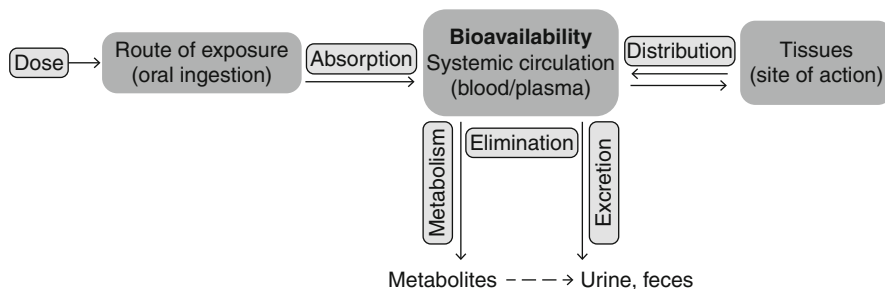 Dose
Route of exposure
(oral ingestion)
Absorption
Bioavailability
Systemic circulation
(blood/plasma)
Distribution
Tissues
(site of action)
Metabolism
Elimination
Excretion
Metabolites
Urine, feces